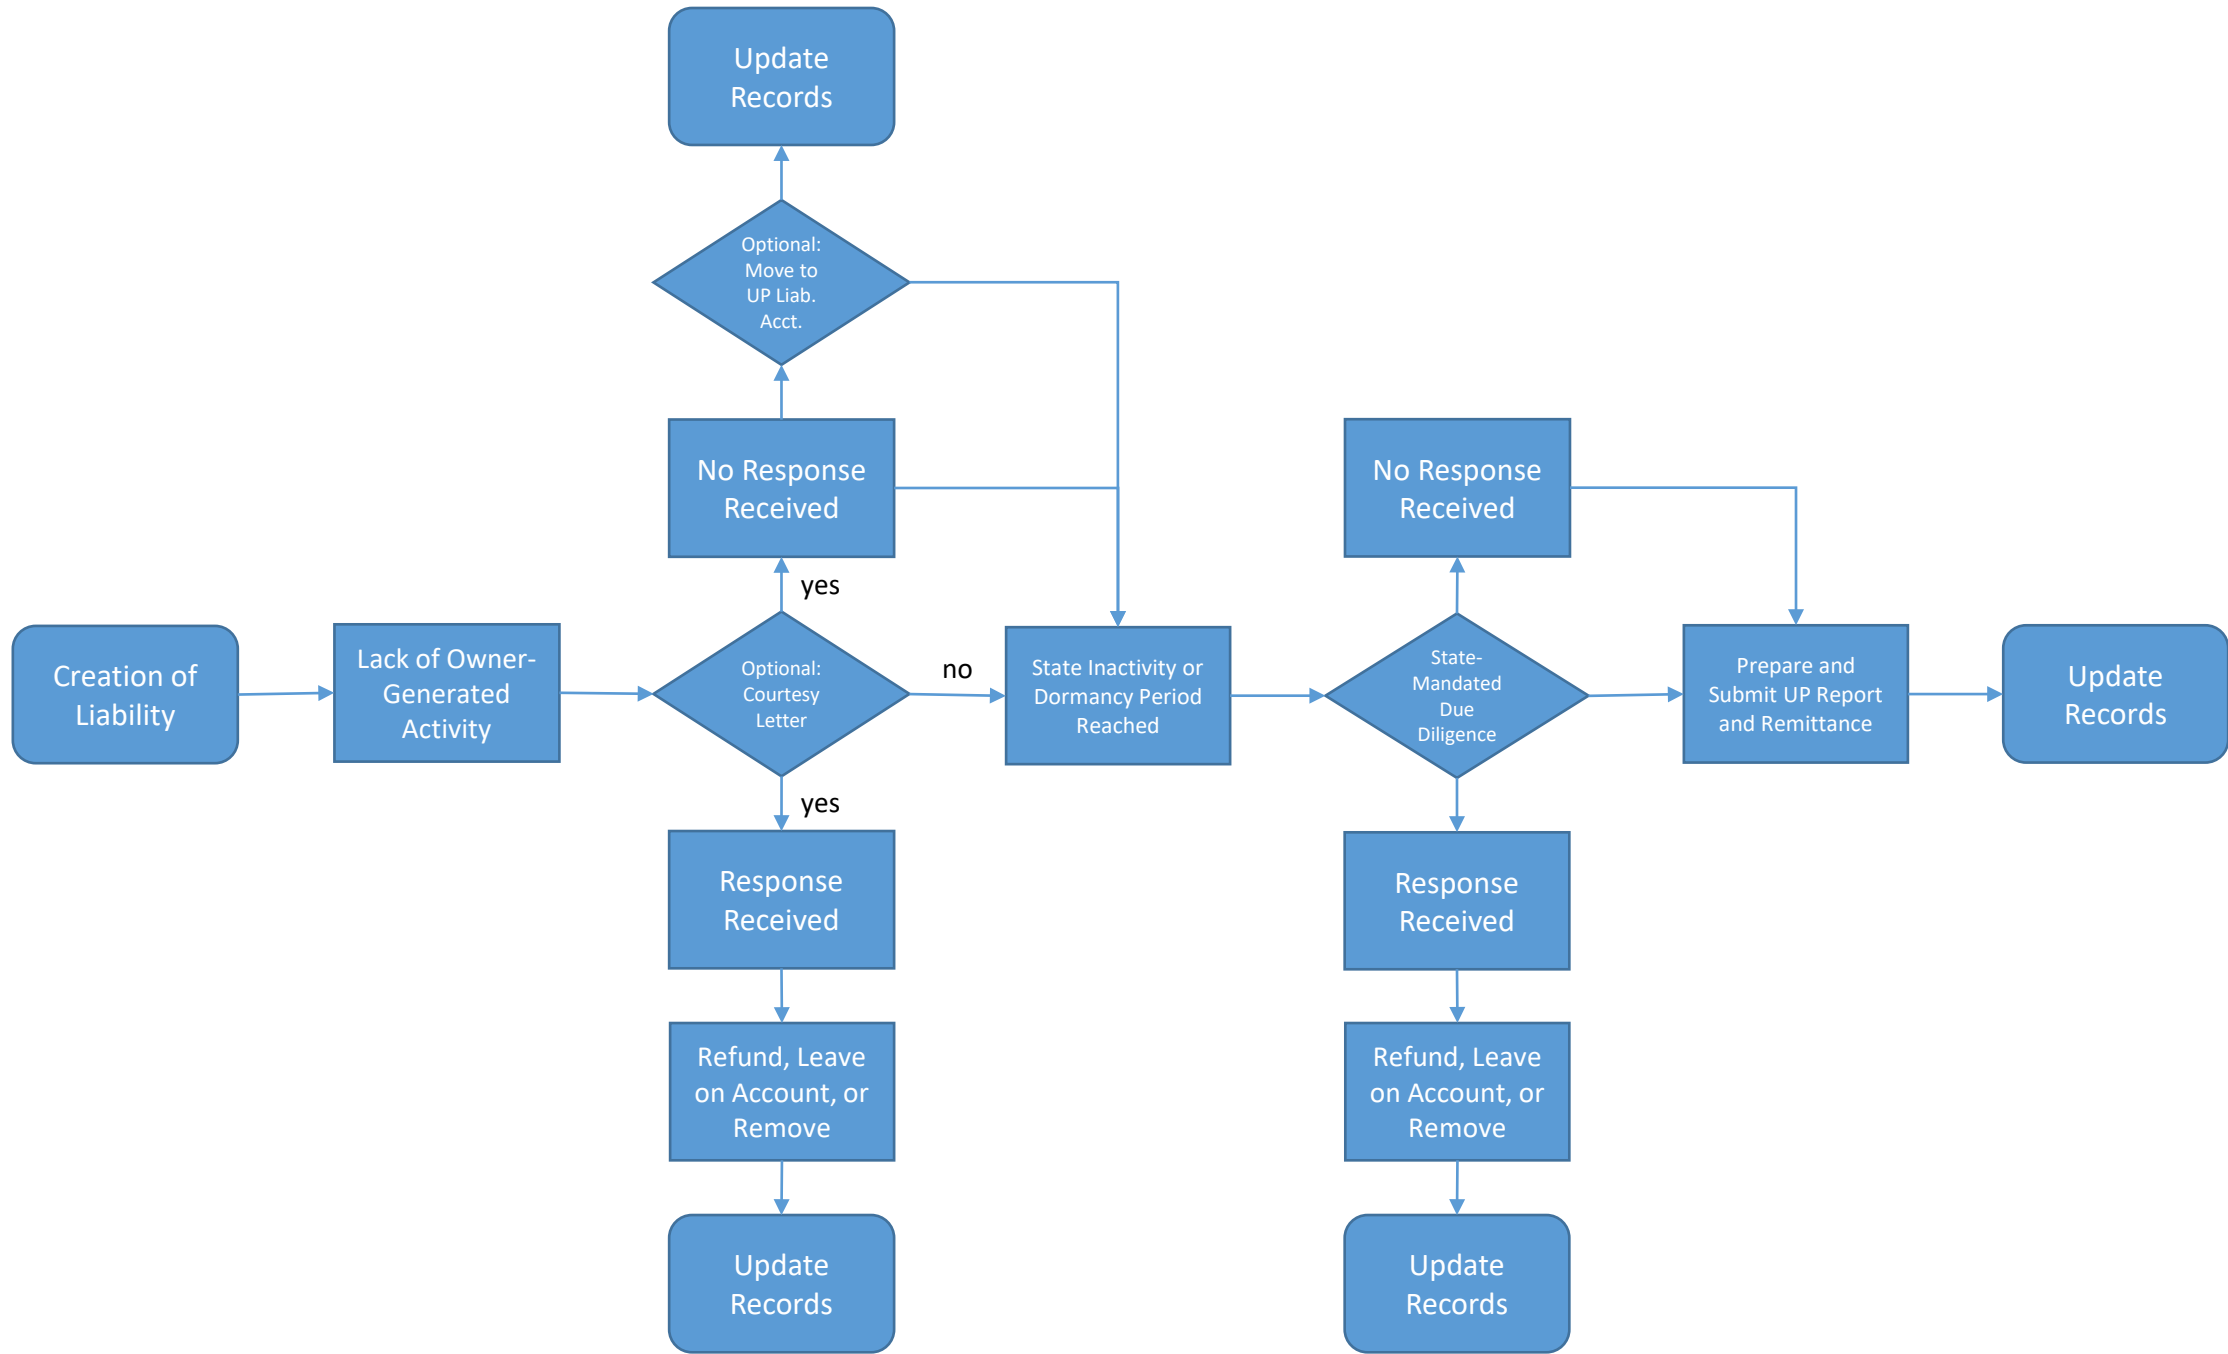 Update
Records
Optional:
Move to
UP Liab.
Acct.
No Response
Received
No Response
Received
yes
Creation of
Liability
Lack of Owner-
Generated
Activity
Optional:
Courtesy
Letter
no
State Inactivity or
Dormancy Period
Reached
State-
Mandated
Due
Diligence
Prepare and
Submit UP Report
and Remittance
Update
Records
yes
Response
Received
Response
Received
Refund, Leave
on Account, or
Remove
Refund, Leave
on Account, or
Remove
Update
Records
Update
Records